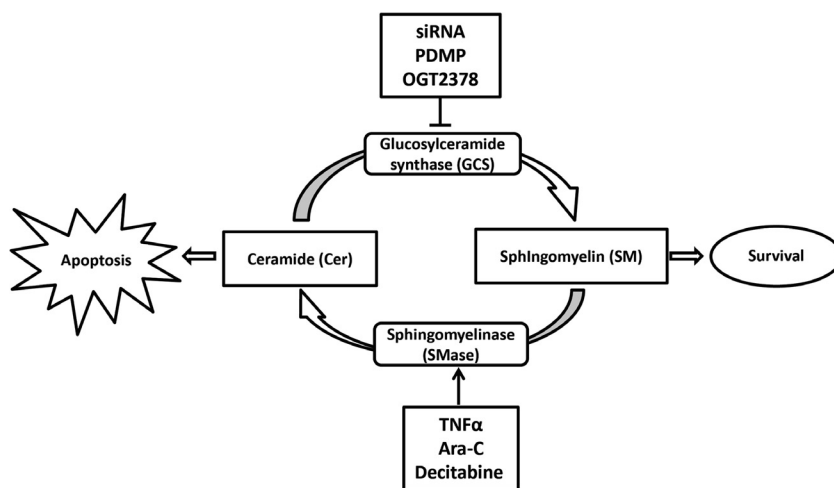 siRNA
PDMP
OGT2378
Glucosylceramide
synthase (GCS)
Apoptosis
Ceramide (Cer)
SphIngomyelin (SM)
Survival
Sphingomyelinase
(SMase)
TNFα
Ara-C
Decitabine